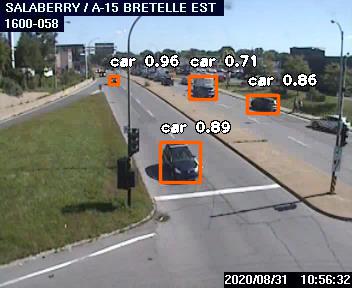 SALABERRY / A-15 BRETELLE EST
1600-058
car 0.96
car 0.71
car 0.86
car 0.89
2020/08/31 10:56:32